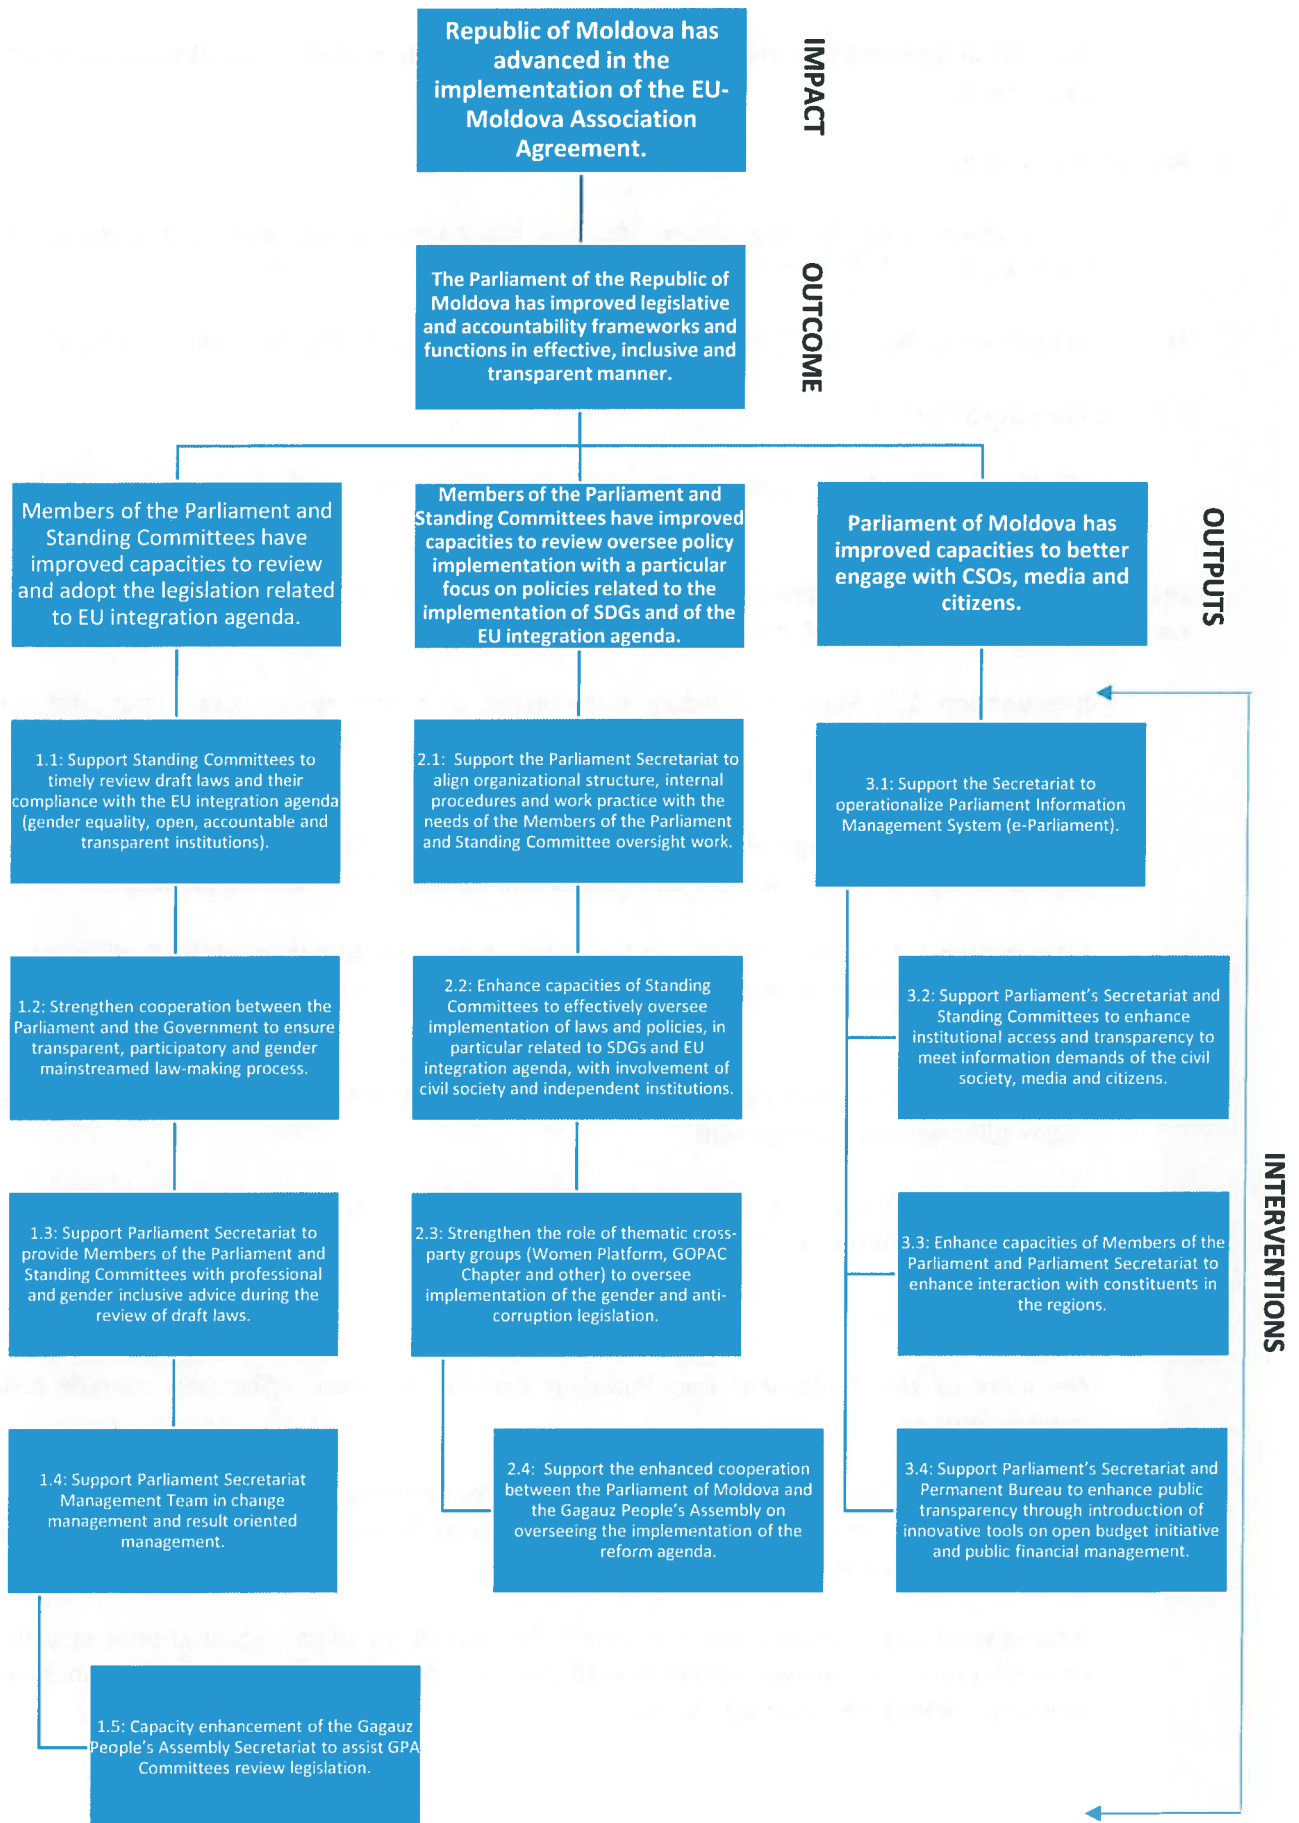 Republic of Moldova has
advanced in the
implementation of the EU-
Moldova Association
Agreement.
IMPACT
The Parliament of the Republic of
Moldova has improved legislative
and accountability frameworks and
functions in effective, inclusive and
transparent manner.
OUTCOME
Members of the Parliament and
Standing Committees have
improved capacities to review
and adopt the legislation related
to EU integration agenda.
Members of the Parliament and
Standing Committees have improved
capacities to review oversee policy
implementation with a particular
focus on policies related to the
implementation of SDGs and of the
EU integration agenda.
Parliament of Moldova has
improved capacities to better
engage with CSOs, media and
citizens.
OUTPUTS
1.1: Support Standing Committees to
timely review draft laws and their
compliance with the EU integration agenda
(gender equality, open, accountable and
transparent institutions).
2.1: Support the Parliament Secretariat to
align organizational structure, internal
procedures and work practice with the
needs of the Members of the Parliament
and Standing Committee oversight work.
3.1: Support the Secretariat to
operationalize Parliament Information
Management System (e-Parliament).
1.2: Strengthen cooperation between the
Parliament and the Government to ensure
transparent, participatory and gender
mainstreamed law-making process.
2.2: Enhance capacities of Standing
Committees to effectively oversee
implementation of laws and policies, in
particular related to SDGs and EU
integration agenda, with involvement of
civil society and independent institutions.
3.2: Support Parliament's Secretariat and
Standing Committees to enhance
institutional access and transparency to
meet information demands of the civil
society, media and citizens.
INTERVENTIONS
1.3: Support Parliament Secretariat to
provide Members of the Parliament and
Standing Committees with professional
and gender inclusive advice during the
review of draft laws.
2.3: Strengthen the role of thematic cross-
party groups (Women Platform, GOPAC
Chapter and other) to oversee
implementation of the gender and anti-
corruption legislation.
3.3: Enhance capacities of Members of the
Parliament and Parliament Secretariat to
enhance interaction with constituents in
the regions.
1.4: Support Parliament Secretariat
Management Team in change
management and result oriented
management.
2.4: Support the enhanced cooperation
between the Parliament of Moldova and
the Gagauz People's Assembly on
overseeing the implementation of the
reform agenda.
3.4: Support Parliament's Secretariat and
Permanent Bureau to enhance public
transparency through introduction of
innovative tools on open budget initiative
and public financial management.
1.5: Capacity enhancement of the Gagauz
People's Assembly Secretariat to assist GPA
Committees review legislation.